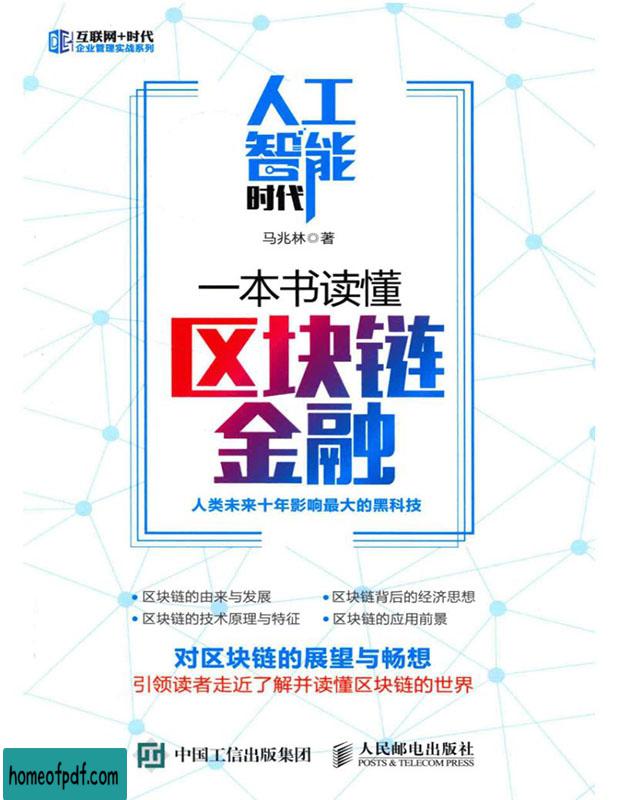 互联网+时代
企业管理实战系列
人工
智能
时代
马兆林◎著
一本书读懂
区块链
金融
人类未来十年影响最大的黑科技
• 区块链的由来与发展 • 区块链背后的经济思想
• 区块链的技术原理与特征 • 区块链的应用前景
对区块链的展望与畅想
引领读者走近了解并读懂区块链的世界
中国工信出版集团 人民邮电出版社
POSTS & TELECOM PRESS
homeofpdf.com